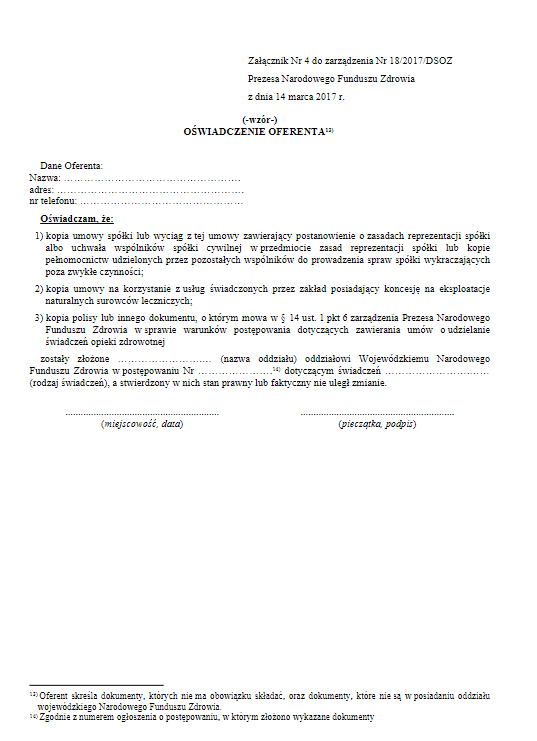 Załącznik Nr 4 do zarządzenia Nr 18/2017/DSOZ
Prezesa Narodowego Funduszu Zdrowia
z dnia 14 marca 2017 r.
(-wzór-)
OŚWIADCZENIE OFERENTA¹³⁾
Dane Oferenta:
Nazwa: ……………………………………………….
adres: …………………………………………………
nr telefonu: ……………………………………………
Oświadczam, że:
1) kopia umowy spółki lub wyciąg z tej umowy zawierający postanowienie o zasadach reprezentacji spółki
albo uchwała wspólników spółki cywilnej w przedmiocie zasad reprezentacji spółki lub kopie
pełnomocnictw udzielonych przez pozostałych wspólników do prowadzenia spraw spółki wykraczających
poza zwykłe czynności;
2) kopia umowy na korzystanie z usług świadczonych przez zakład posiadający koncesję na eksploatacje
naturalnych surowców leczniczych;
3) kopia polisy lub innego dokumentu, o którym mowa w § 14 ust. 1 pkt 6 zarządzenia Prezesa Narodowego
Funduszu Zdrowia w sprawie warunków postępowania dotyczących zawierania umów o udzielanie
świadczeń opieki zdrowotnej
zostały złożone ………………………. (nazwa oddziału) oddziałowi Wojewódzkiemu Narodowego
Funduszu Zdrowia w postępowaniu Nr ………………….¹⁴⁾ dotyczącym świadczeń ………………………….
(rodzaj świadczeń), a stwierdzony w nich stan prawny lub faktyczny nie uległ zmianie.
............................................................ ............................................................
(miejscowość, data) (pieczątka, podpis)
¹³⁾ Oferent skreśla dokumenty, których nie ma obowiązku składać, oraz dokumenty, które nie są w posiadaniu oddziału
wojewódzkiego Narodowego Funduszu Zdrowia.
¹⁴⁾ Zgodnie z numerem ogłoszenia o postępowaniu, w którym złożono wykazane dokumenty